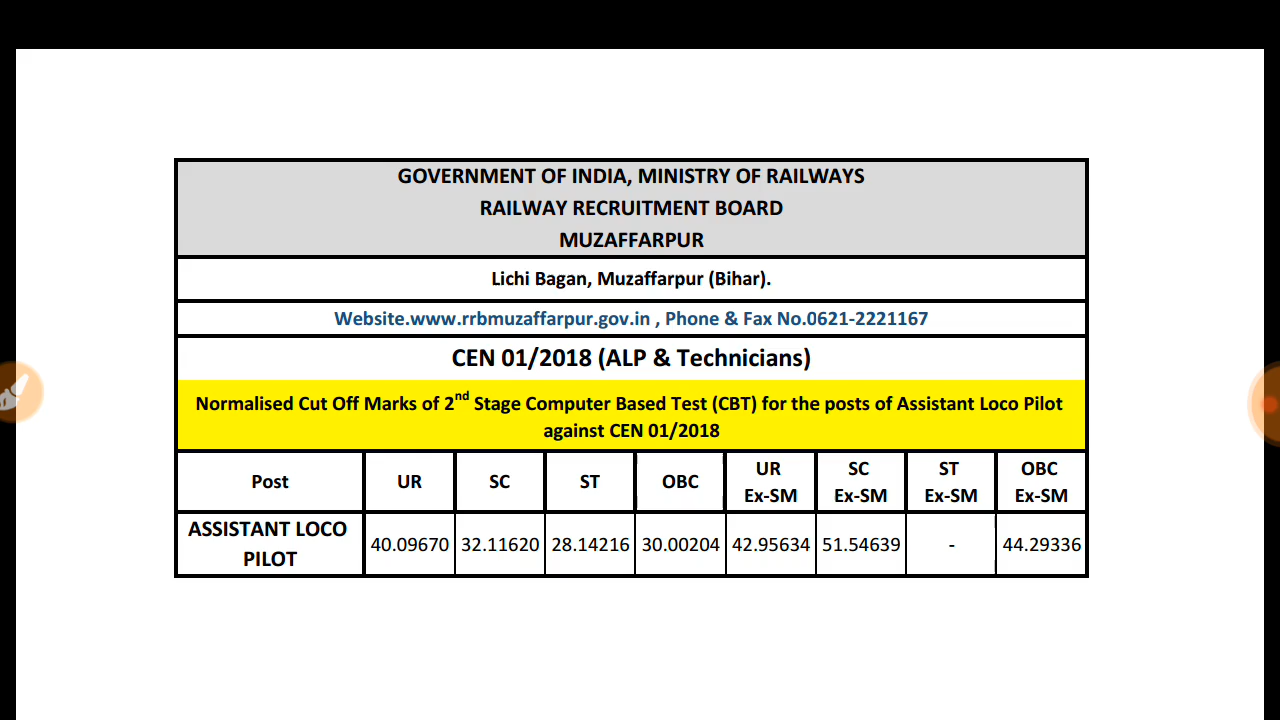 GOVERNMENT OF INDIA, MINISTRY OF RAILWAYS
RAILWAY RECRUITMENT BOARD
MUZAFFARPUR
Lichi Bagan, Muzaffarpur (Bihar).
Website.www.rrbmuzaffarpur.gov.in , Phone & Fax No.0621-2221167
CEN 01/2018 (ALP & Technicians)
Normalised Cut Off Marks of 2nd Stage Computer Based Test (CBT) for the posts of Assistant Loco Pilot
against CEN 01/2018
Post UR SC ST OBC UR Ex-SM SC Ex-SM ST Ex-SM OBC Ex-SM
ASSISTANT LOCO PILOT 40.09670 32.11620 28.14216 30.00204 42.95634 51.54639 - 44.29336